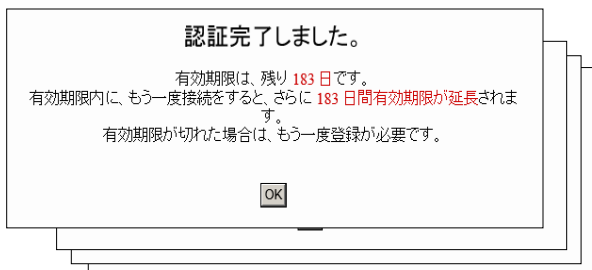 認証完了しました。
有効期限は、残り 183 日です。
有効期限内に、もう一度接続をすると、さらに 183 日間有効期限が延長されま
す。
有効期限が切れた場合は、もう一度登録が必要です。
OK